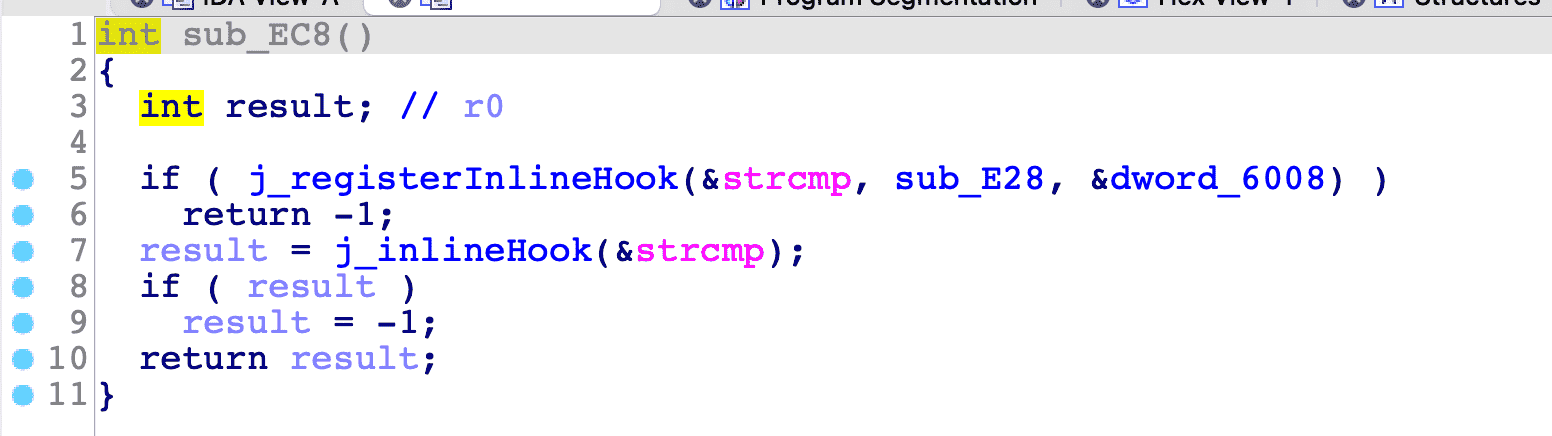 IDA View-A Program Segmentation Hex View-1 Structures
1 int sub_EC8()
2 {
3 int result; // r0
4
5 if ( j_registerInlineHook(&strcmp, sub_E28, &dword_6008) )
6 return -1;
7 result = j_inlineHook(&strcmp);
8 if ( result )
9 result = -1;
10 return result;
11 }